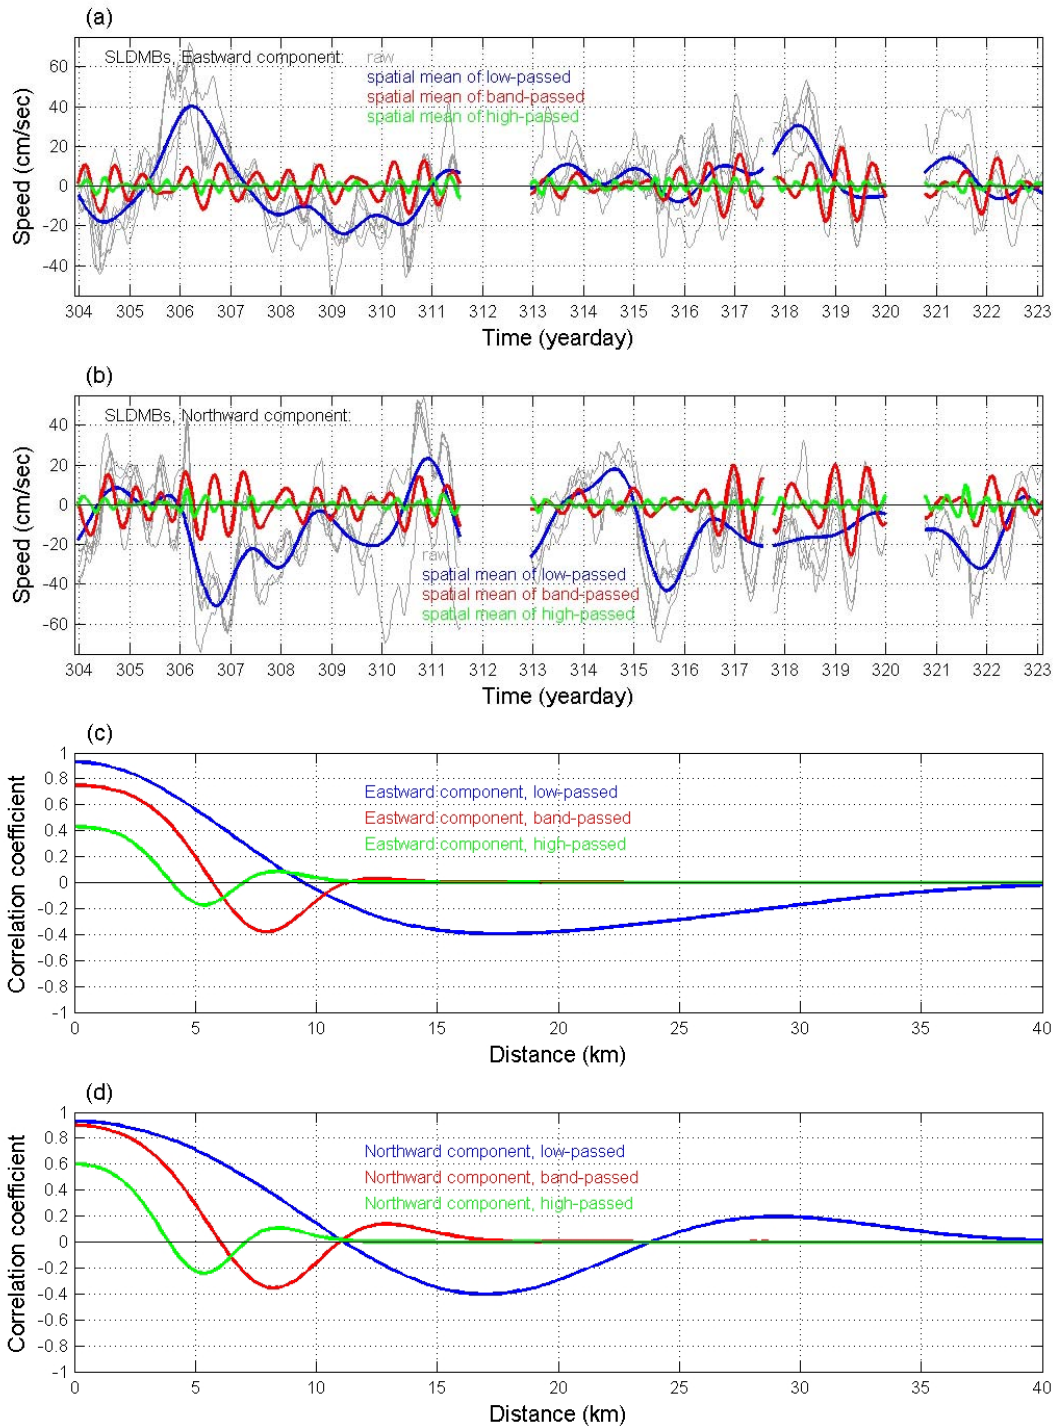 (a)
SLDMBs, Eastward component: raw
spatial mean of low-passed
spatial mean of band-passed
spatial mean of high-passed
Speed (cm/sec)
60
40
20
0
-20
-40
304 305 306 307 308 309 310 311 312 313 314 315 316 317 318 319 320 321 322 323
Time (yearday)
(b)
SLDMBs, Northward component:
raw
spatial mean of low-passed
spatial mean of band-passed
spatial mean of high-passed
Speed (cm/sec)
40
20
0
-20
-40
-60
304 305 306 307 308 309 310 311 312 313 314 315 316 317 318 319 320 321 322 323
Time (yearday)
(c)
Eastward component, low-passed
Eastward component, band-passed
Eastward component, high-passed
Correlation coefficient
1
0.8
0.6
0.4
0.2
0
-0.2
-0.4
-0.6
-0.8
-1
0 5 10 15 20 25 30 35 40
Distance (km)
(d)
Northward component, low-passed
Northward component, band-passed
Northward component, high-passed
Correlation coefficient
1
0.8
0.6
0.4
0.2
0
-0.2
-0.4
-0.6
-0.8
-1
0 5 10 15 20 25 30 35 40
Distance (km)